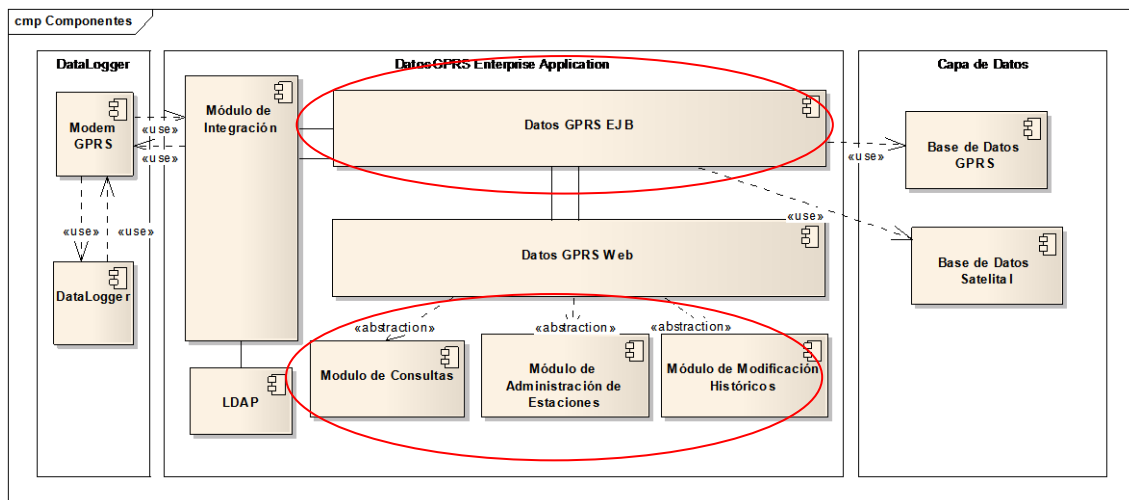 cmp Componentes
DataLogger
DatosGPRS Enterprise Application
Capa de Datos
Modem
GPRS
«use»
«use»
Módulo de
Integración
Datos GPRS EJB
«use»
Base de Datos
GPRS
«use»
«use»
DataLogger
Datos GPRS Web
«use»
Base de Datos
Satelital
«abstraction»
«abstraction»
«abstraction»
LDAP
Modulo de Consultas
Módulo de
Administración de
Estaciones
Módulo de Modificación
Históricos